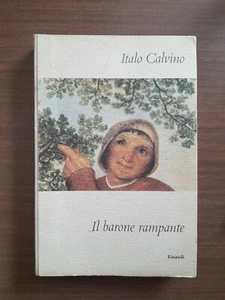 Italo Calvino
Il barone rampante
Einaudi